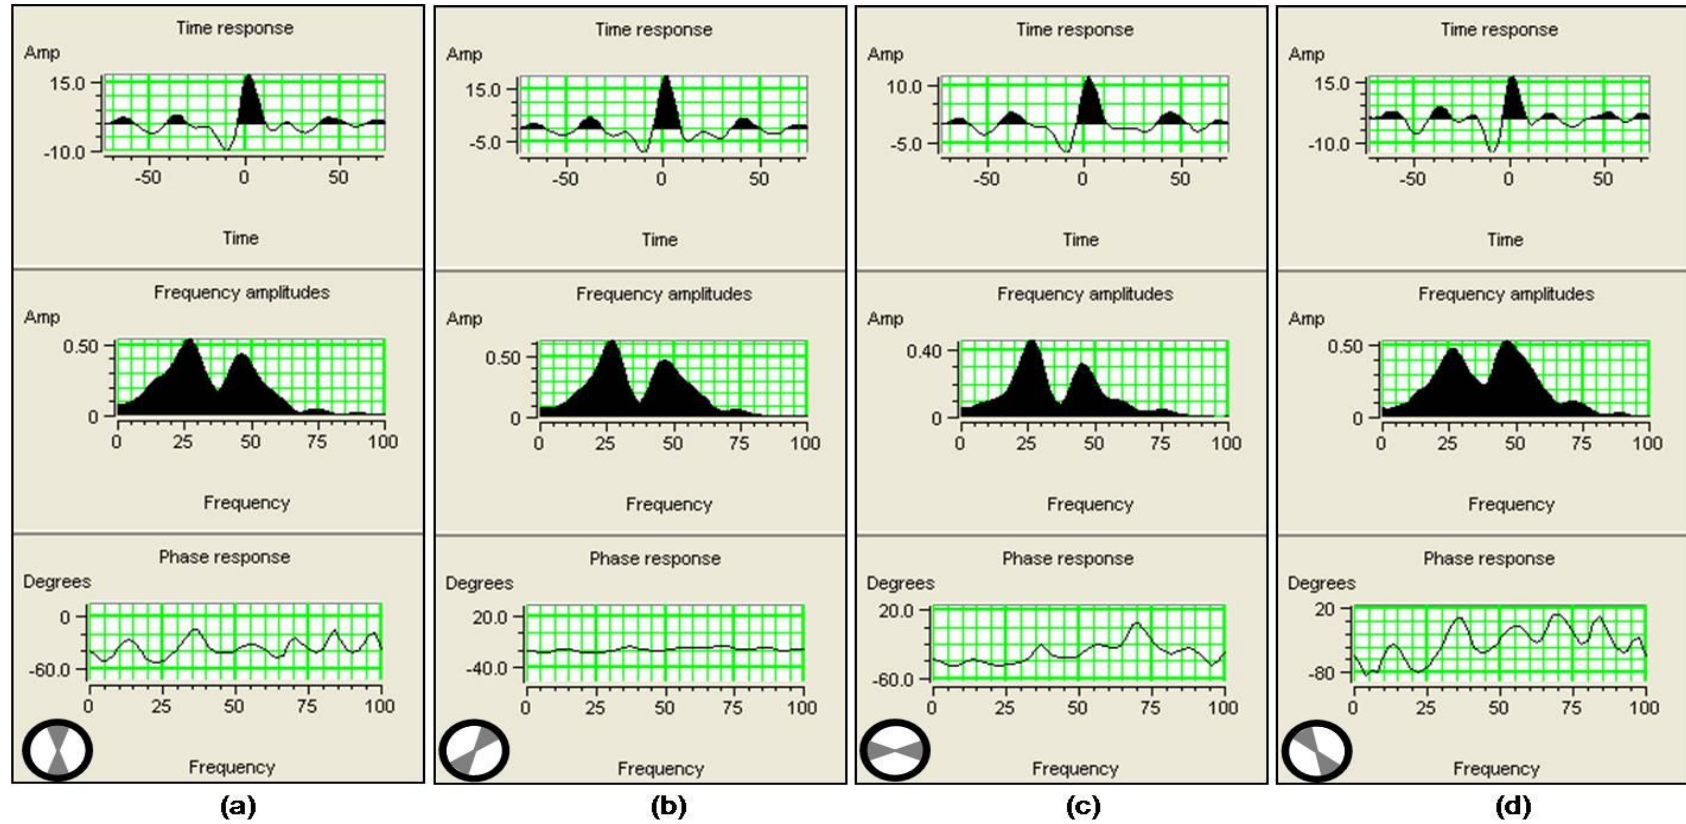 Time response
Amp
15.0
-10.0
-50 0 50
Time
Frequency amplitudes
Amp
0.50
0
0 25 50 75 100
Frequency
Phase response
Degrees
0
-60.0
0 25 50 75 100
Frequency
(a)
Time response
Amp
15.0
-5.0
-50 0 50
Time
Frequency amplitudes
Amp
0.50
0
0 25 50 75 100
Frequency
Phase response
Degrees
20.0
-40.0
0 25 50 75 100
Frequency
(b)
Time response
Amp
10.0
-5.0
-50 0 50
Time
Frequency amplitudes
Amp
0.40
0
0 25 50 75 100
Frequency
Phase response
Degrees
20.0
-60.0
0 25 50 75 100
Frequency
(c)
Time response
Amp
15.0
-10.0
-50 0 50
Time
Frequency amplitudes
Amp
0.50
0
0 25 50 75 100
Frequency
Phase response
Degrees
20
-80
0 25 50 75 100
Frequency
(d)